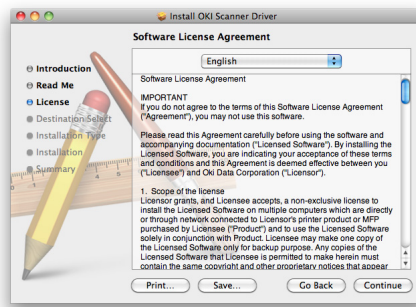 Install OKI Scanner Driver
Software License Agreement
English
Introduction
Read Me
License
Destination Select
Installation Type
Installation
Summary
Software License Agreement
IMPORTANT
If you do not agree to the terms of this Software License Agreement
("Agreement"), you may not use this software.
Please read this Agreement carefully before using the software and
accompanying documentation ("Licensed Software"). By installing the
Licensed Software, you are indicating your acceptance of these terms
and conditions and this Agreement is deemed effective between you
("Licensee") and Oki Data Corporation ("Licensor").
1. Scope of the license
Licensor grants, and Licensee accepts, a non-exclusive license to
install the Licensed Software on multiple computers which are directly
or through network connected to Licensor's printer product or MFP
purchased by Licensee ("Product") and to use the Licensed Software
solely in conjunction with Product. Licensee may make one copy of
the Licensed Software only for backup purpose. Any copies of the
Licensed Software that Licensee is permitted to make herein must
contain the same copyright and other proprietary notices that appear
Print...
Save...
Go Back
Continue